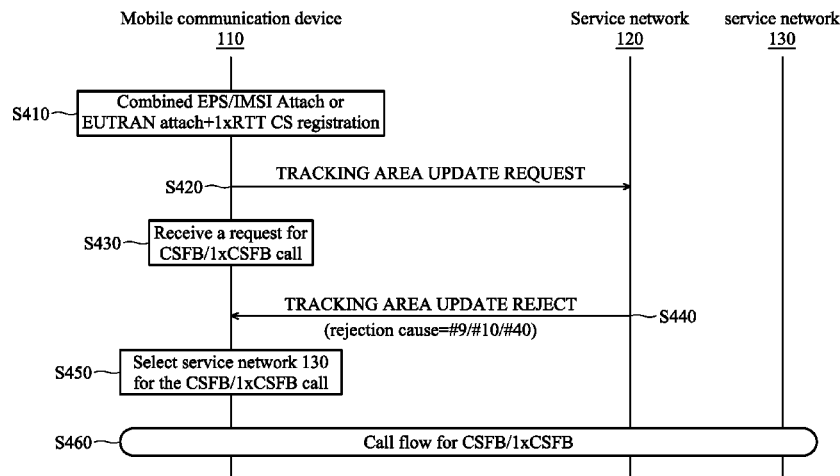 Mobile communication device
110
Service network
120
service network
130
S410
Combined EPS/IMSI Attach or
EUTRAN attach+1xRTT CS registration
S420
TRACKING AREA UPDATE REQUEST
S430
Receive a request for
CSFB/1xCSFB call
TRACKING AREA UPDATE REJECT
(rejection cause=#9/#10/#40)
S440
S450
Select service network 130
for the CSFB/1xCSFB call
S460
Call flow for CSFB/1xCSFB